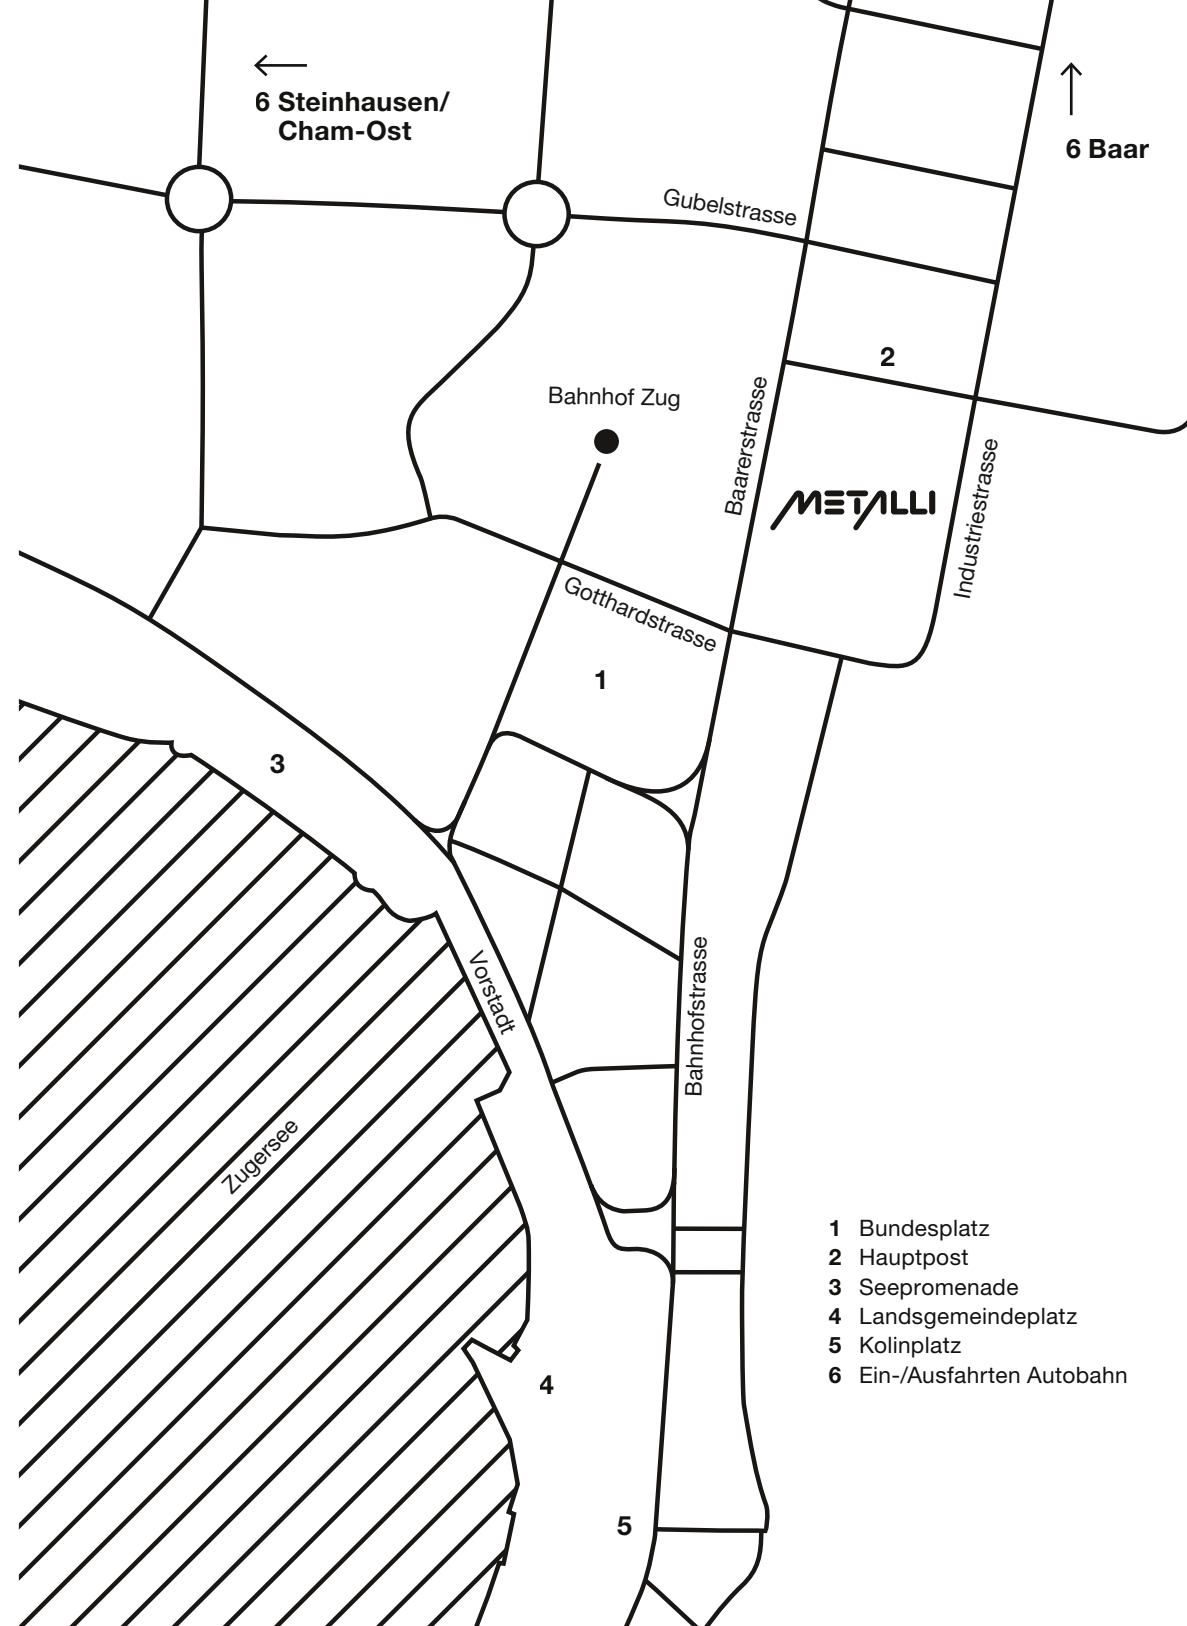 6 Steinhausen/
Cham-Ost
6 Baar
Gubelstrasse
2
Bahnhof Zug
Baarerstrasse
METALLI
Industriestrasse
Gotthardstrasse
1
3
Vorstadt
Bahnhofstrasse
Zugersee
1 Bundesplatz
2 Hauptpost
3 Seepromenade
4 Landsgemeindeplatz
5 Kolinplatz
6 Ein-/Ausfahrten Autobahn
4
5